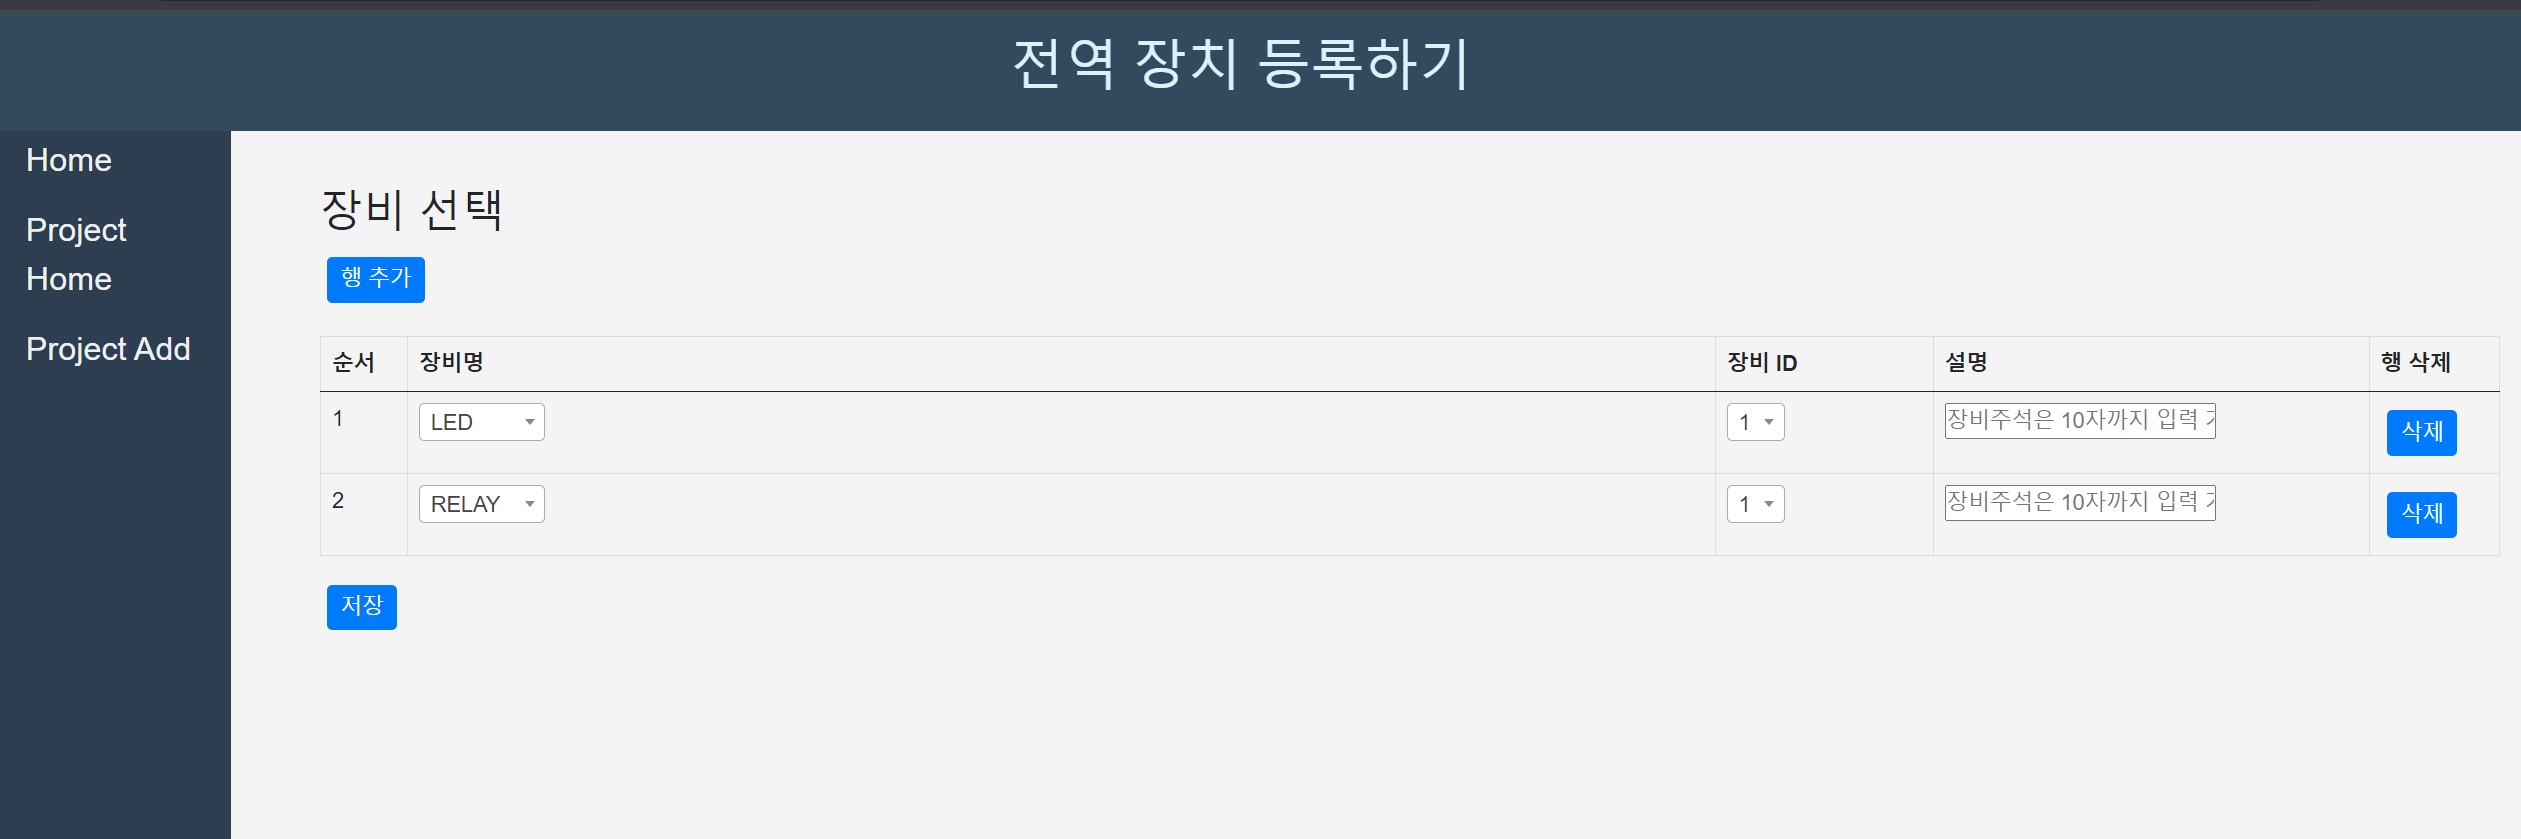 전역 장치 등록하기
Home
Project
Home
Project Add
장비 선택
행 추가
순서 장비명 장비 ID 설명 행 삭제
1 LED 1 장비주석은 10자까지 입력 삭제
2 RELAY 1 장비주석은 10자까지 입력 삭제
저장